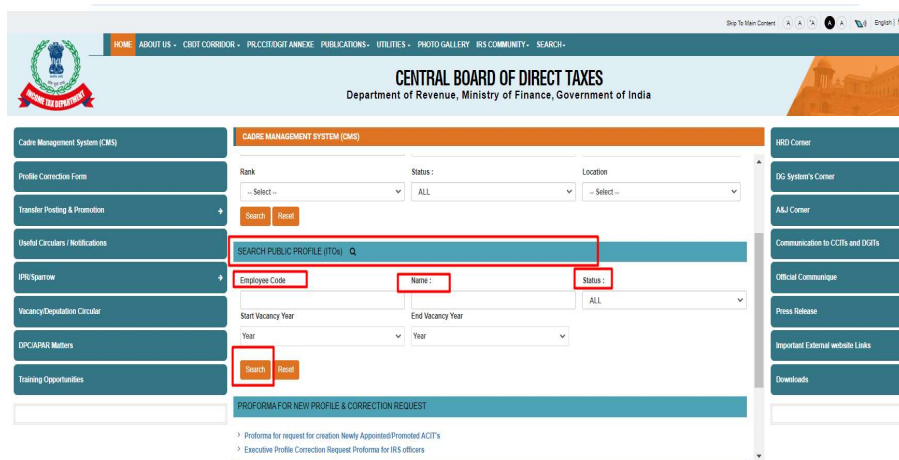 Skip To Main Content A A A A A English
HOME ABOUT US CBDT CORRIDOR PR.CCIT/DGIT ANNEXE PUBLICATIONS UTILITIES PHOTO GALLERY IRS COMMUNITY SEARCH
CENTRAL BOARD OF DIRECT TAXES
Department of Revenue, Ministry of Finance, Government of India
INCOME TAX DEPARTMENT
Cadre Management System (CMS)
Profile Correction Form
Transfer Posting & Promotion
Useful Circulars / Notifications
IPR/Sparrow
Vacancy/Deputation Circular
DPC/APAR Matters
Training Opportunities
CADRE MANAGEMENT SYSTEM (CMS)
Rank Status : Location
-- Select -- ALL -- Select --
Search Reset
SEARCH PUBLIC PROFILE (ITOs)
Employee Code Name : Status :
ALL
Start Vacancy Year End Vacancy Year
Year Year
Search Reset
PROFORMA FOR NEW PROFILE & CORRECTION REQUEST
> Proforma for request for creation Newly Appointed/Promoted ACIT's
> Executive Profile Correction Request Proforma for IRS officers
HRD Corner
DG System's Corner
A&J Corner
Communication to CCITs and DGITs
Official Communique
Press Release
Important External website Links
Downloads